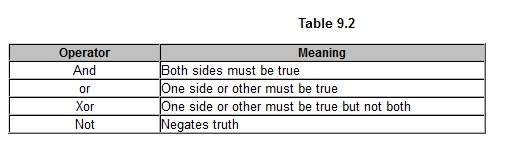 Table 9.2
Operator Meaning
And Both sides must be true
or One side or other must be true
Xor One side or other must be true but not both
Not Negates truth